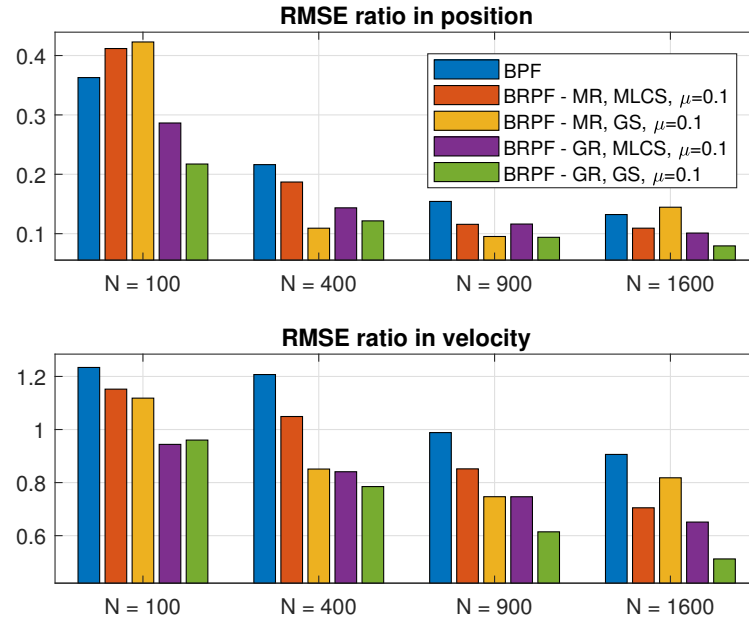 RMSE ratio in position
0.4
0.3
0.2
0.1
BPF
BRPF - MR, MLCS, μ=0.1
BRPF - MR, GS, μ=0.1
BRPF - GR, MLCS, μ=0.1
BRPF - GR, GS, μ=0.1
N = 100 N = 400 N = 900 N = 1600
RMSE ratio in velocity
1.2
1
0.8
0.6
N = 100 N = 400 N = 900 N = 1600